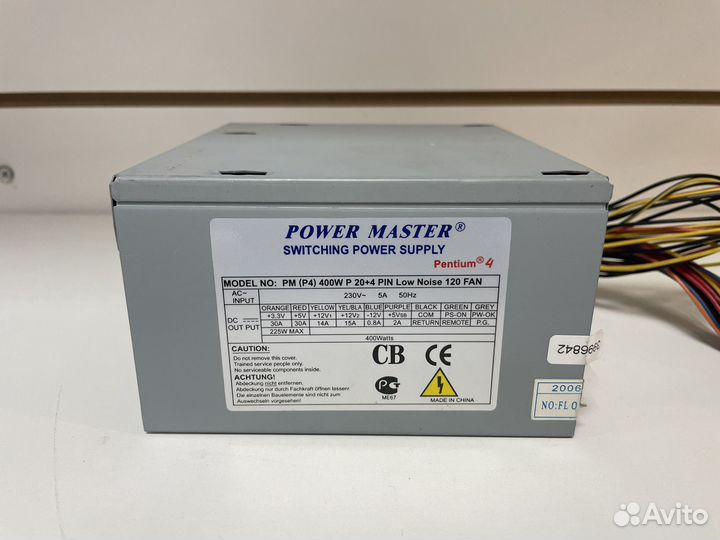 POWER MASTER®
SWITCHING POWER SUPPLY
Pentium® 4
MODEL NO: PM (P4) 400W P 20+4 PIN Low Noise 120 FAN
AC~ INPUT 230V~ 5A 50Hz
DC OUT PUT
ORANGE RED YELLOW YEL/BLA BLUE PURPLE BLACK GREEN GREY
+3.3V +5V +12V1 +12V2 -12V +5VSB COM PS-ON PW-OK
30A 30A 14A 15A 0.8A 2A RETURN REMOTE P.G.
225W MAX
400Watts
CAUTION:
Do not remove this cover.
Trained service people only.
No serviceable components inside.
ACHTUNG!
Abdeckung nicht entfernen.
Abdeckung nur durch Fachkraft öffnen lassen!
Die einzelnen Bauelemente sind nicht zum
Auswechseln vorgesehen!
CB CE
ME67
MADE IN CHINA
3996842
2006
NO:FL 0
Avito